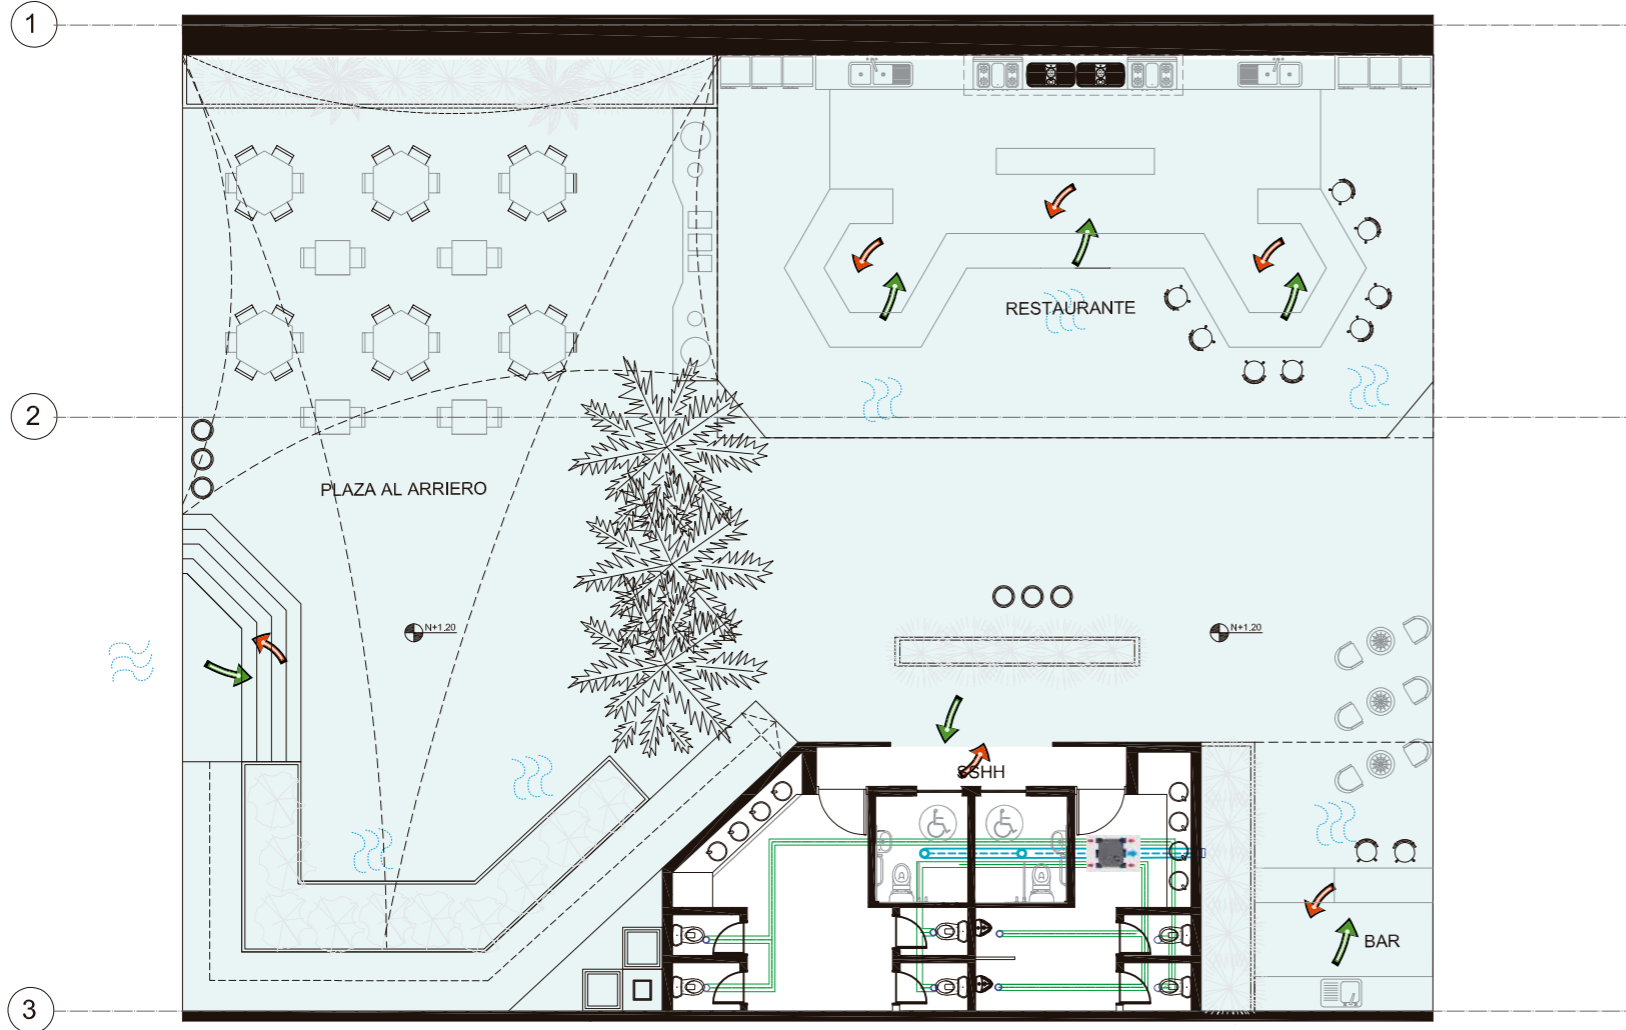 1
RESTAURANTE
2
PLAZA AL ARRIERO
N+1.20
N+1.20
SSHH
BAR
3